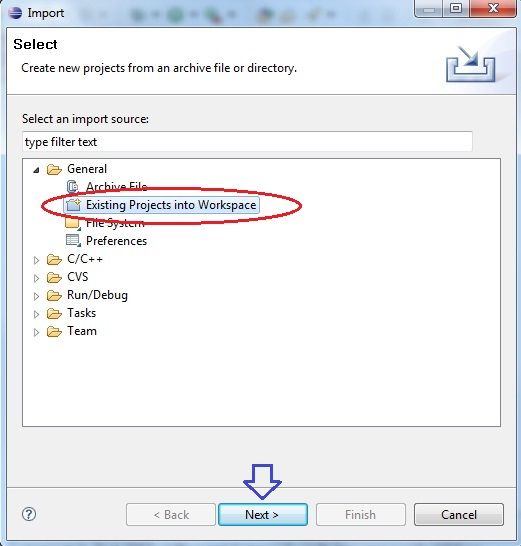 Import
Select
Create new projects from an archive file or directory.
Select an import source:
type filter text
General
Archive File
Existing Projects into Workspace
File System
Preferences
C/C++
CVS
Run/Debug
Tasks
Team
?
< Back
Next >
Finish
Cancel